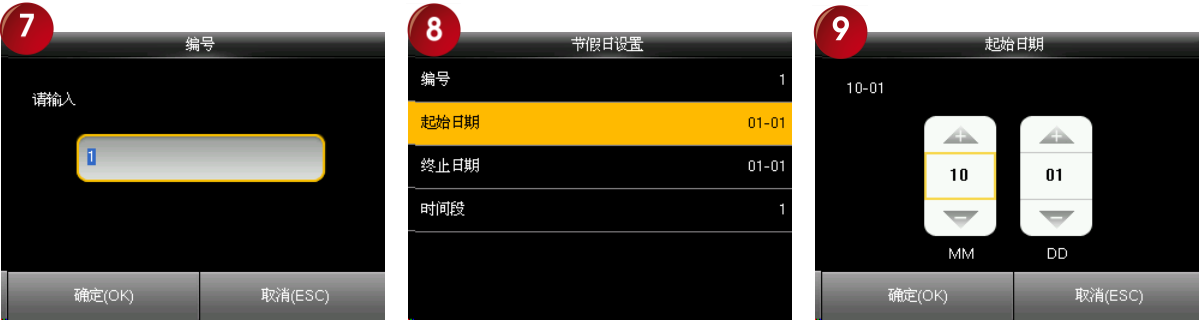 7
编号
请输入
1
确定(OK) 取消(ESC)
8
节假日设置
编号 1
起始日期 01-01
终止日期 01-01
时间段 1
9
起始日期
10-01
+ +
10 01
- -
MM DD
确定(OK) 取消(ESC)